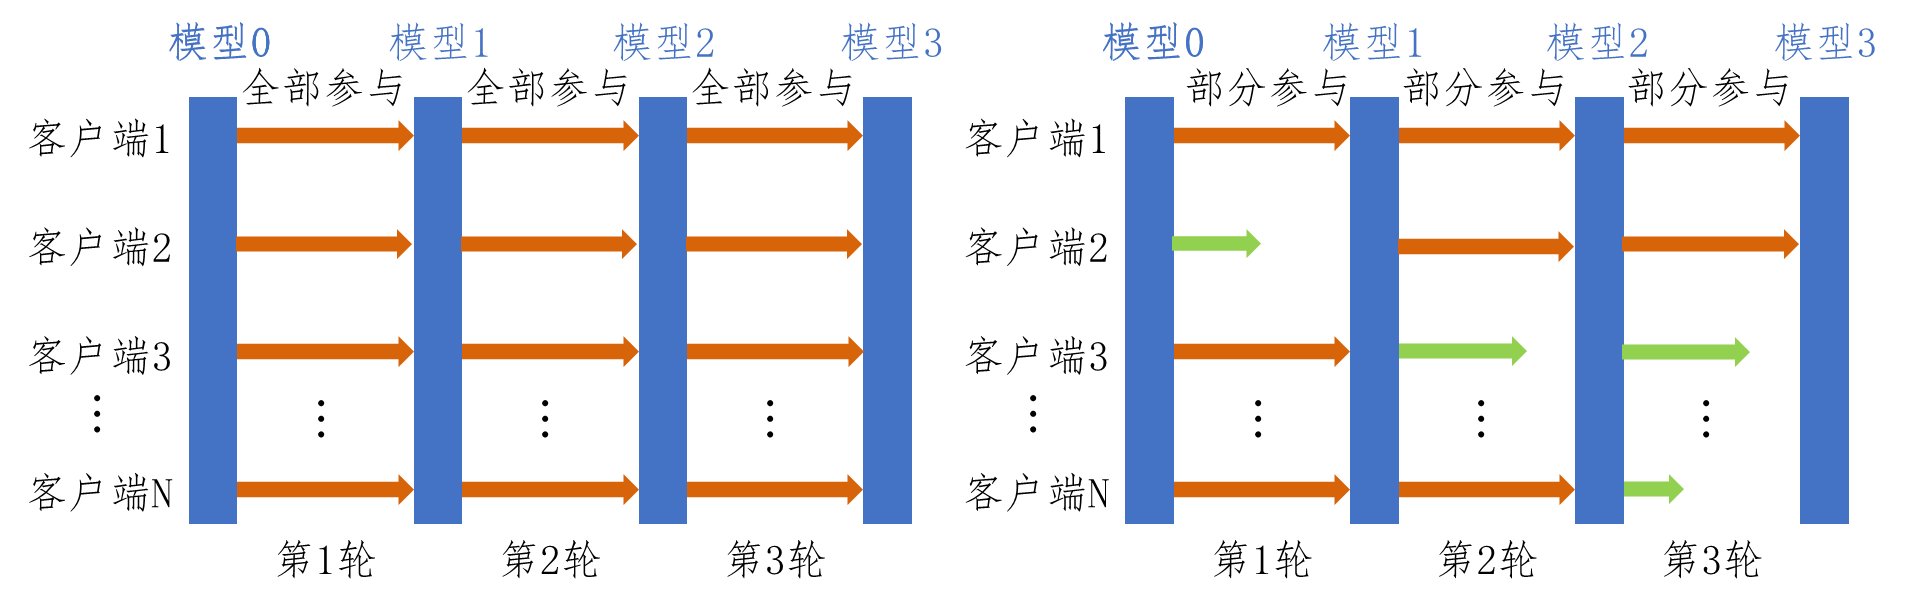 模型0 模型1 模型2 模型3
全部参与 全部参与 全部参与
客户端1
客户端2
客户端3
⋮ ⋮ ⋮ ⋮
客户端N
第1轮 第2轮 第3轮
模型0 模型1 模型2 模型3
部分参与 部分参与 部分参与
客户端1
客户端2
客户端3
⋮ ⋮ ⋮ ⋮
客户端N
第1轮 第2轮 第3轮